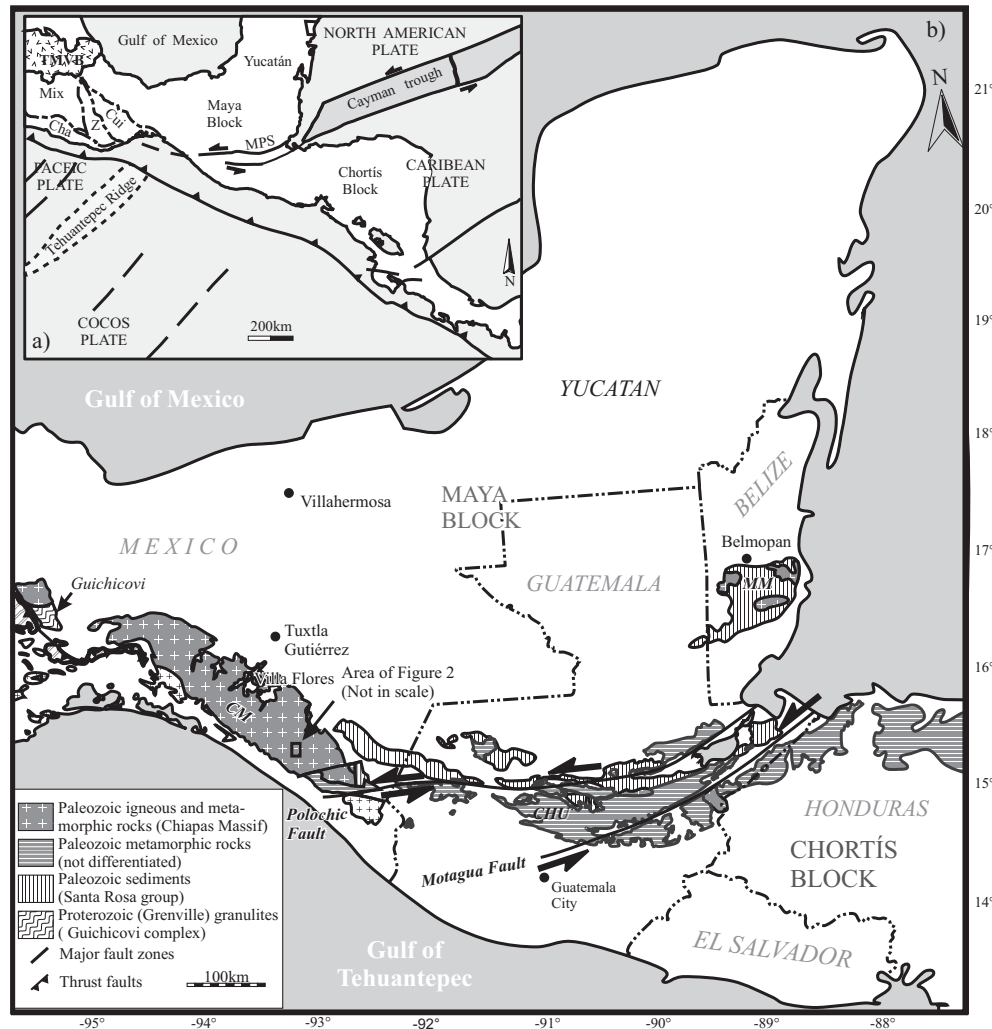 b)
Gulf of Mexico
NORTH AMERICAN
PLATE
TMVB
Yucatán
Mix
Cayman trough
Maya
Block
Cui
Z
Cha
MPS
PACFIC
PLATE
Chortís
Block
CARIBEAN
PLATE
Tehuantepec Ridge
N
COCOS
PLATE
200km
a)
N
21°
20°
19°
18°
17°
16°
15°
14°
Gulf of Mexico
YUCATAN
Villahermosa
MAYA
BLOCK
BELIZE
MEXICO
Belmopan
Guichicovi
GUATEMALA
MM
Tuxtla
Gutiérrez
Area of Figure 2
(Not in scale)
Villa Flores
CM
Polochic
Fault
CHU
HONDURAS
Motagua Fault
CHORTÍS
BLOCK
Guatemala
City
EL SALVADOR
Gulf of
Tehuantepec
Paleozoic igneous and meta-
morphic rocks (Chiapas Massif)
Paleozoic metamorphic rocks
(not differentiated)
Paleozoic sediments
(Santa Rosa group)
Proterozoic (Grenville) granulites
( Guichicovi complex)
Major fault zones
Thrust faults
100km
-95° -94° -93° -92° -91° -90° -89° -88°